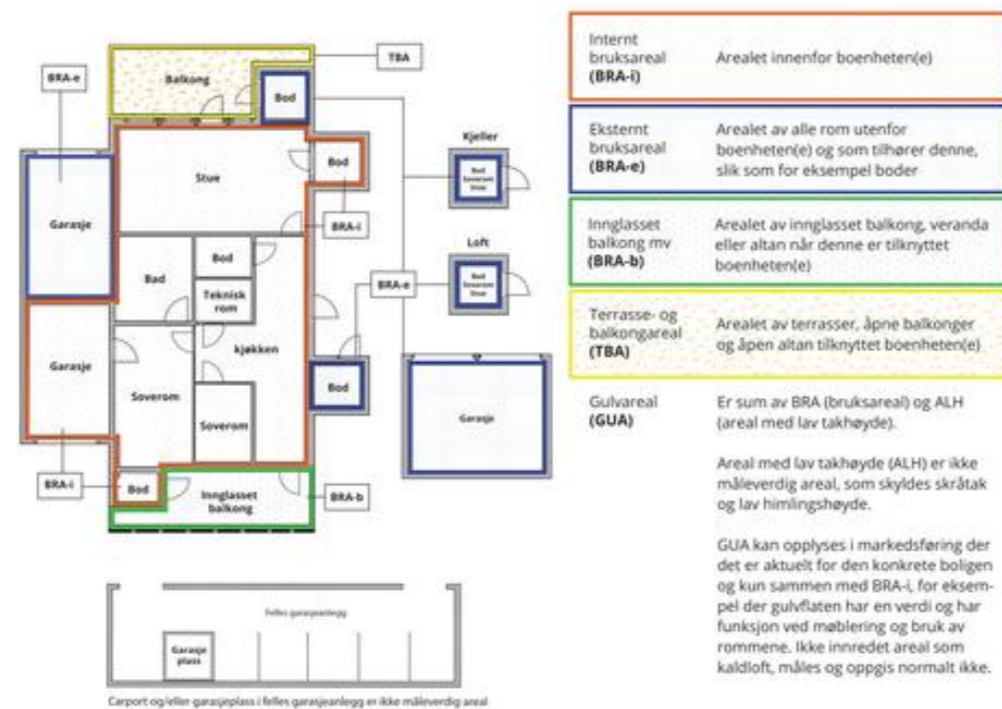 TBA
BRA-e
Balkong
Bod
Kjeller
Bod
Soverom
Stue
Stue
Bod
Garasje
BRA-i
Loft
Bod
Bad
Teknisk
rom
BRA-e
Bod
Soverom
Stue
kjøkken
Garasje
Soverom
Bod
Garasje
Soverom
BRA-i
Bod
Innglasset
balkong
BRA-b
Felles garasjeanlegg
Garasje
plass
Carport og/eller garasjeplass i felles garasjeanlegg er ikke måleverdig areal
Internt
bruksareal
(BRA-i)
Arealet innenfor boenheten(e)
Eksternt
bruksareal
(BRA-e)
Arealet av alle rom utenfor
boenheten(e) og som tilhører denne,
slik som for eksempel boder
Innglasset
balkong mv
(BRA-b)
Arealet av innglasset balkong, veranda
eller altan når denne er tilknyttet
boenheten(e)
Terrasse- og
balkongareal
(TBA)
Arealet av terrasser, åpne balkonger
og åpen altan tilknyttet boenheten(e)
Gulvareal
(GUA)
Er sum av BRA (bruksareal) og ALH
(areal med lav takhøyde).
Areal med lav takhøyde (ALH) er ikke
måleverdig areal, som skyldes skråtak
og lav himlingshøyde.
GUA kan opplyses i markedsføring der
det er aktuelt for den konkrete boligen
og kun sammen med BRA-i, for eksem-
pel der gulvflaten har en verdi og har
funksjon ved møblering og bruk av
rommene. Ikke innredet areal som
kaldloft, måles og oppgis normalt ikke.